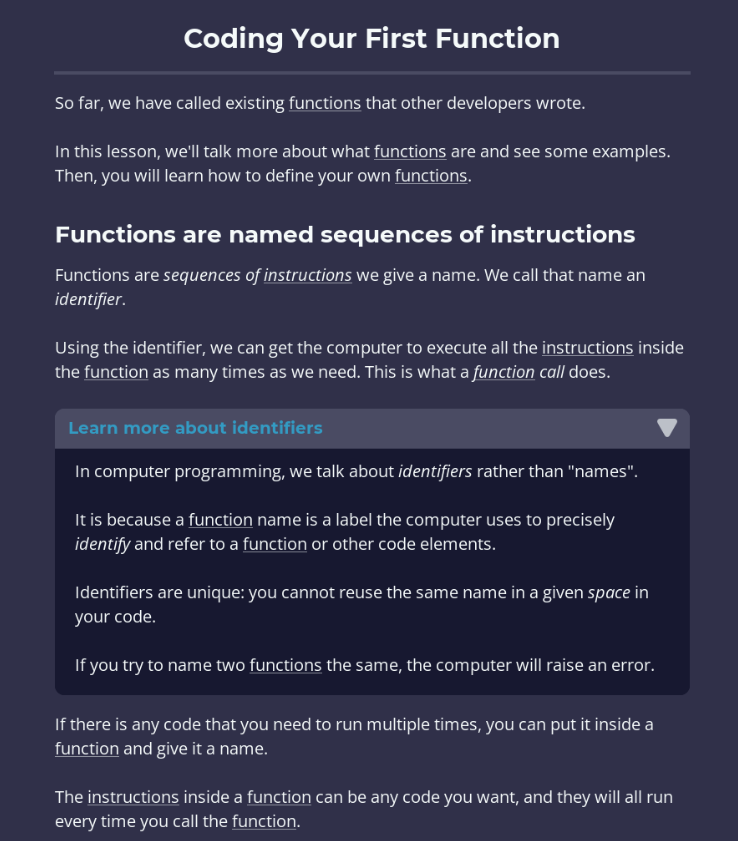 Coding Your First Function
So far, we have called existing functions that other developers wrote.
In this lesson, we'll talk more about what functions are and see some examples.
Then, you will learn how to define your own functions.
Functions are named sequences of instructions
Functions are sequences of instructions we give a name. We call that name an
identifier.
Using the identifier, we can get the computer to execute all the instructions inside
the function as many times as we need. This is what a function call does.
Learn more about identifiers
In computer programming, we talk about identifiers rather than "names".
It is because a function name is a label the computer uses to precisely
identify and refer to a function or other code elements.
Identifiers are unique: you cannot reuse the same name in a given space in
your code.
If you try to name two functions the same, the computer will raise an error.
If there is any code that you need to run multiple times, you can put it inside a
function and give it a name.
The instructions inside a function can be any code you want, and they will all run
every time you call the function.